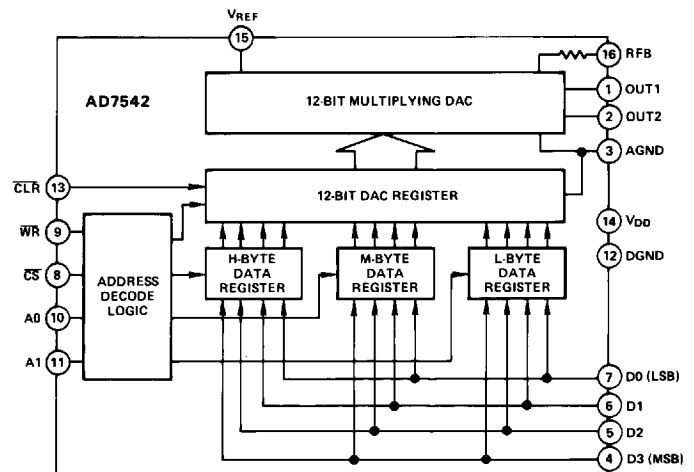 VREF
15
16 RFB
AD7542
12-BIT MULTIPLYING DAC
1 OUT1
2 OUT2
3 AGND
CLR 13
12-BIT DAC REGISTER
14 VDD
WR 9
12 DGND
CS 8
ADDRESS
DECODE
LOGIC
H-BYTE
DATA
REGISTER
M-BYTE
DATA
REGISTER
L-BYTE
DATA
REGISTER
A0 10
A1 11
7 D0 (LSB)
6 D1
5 D2
4 D3 (MSB)